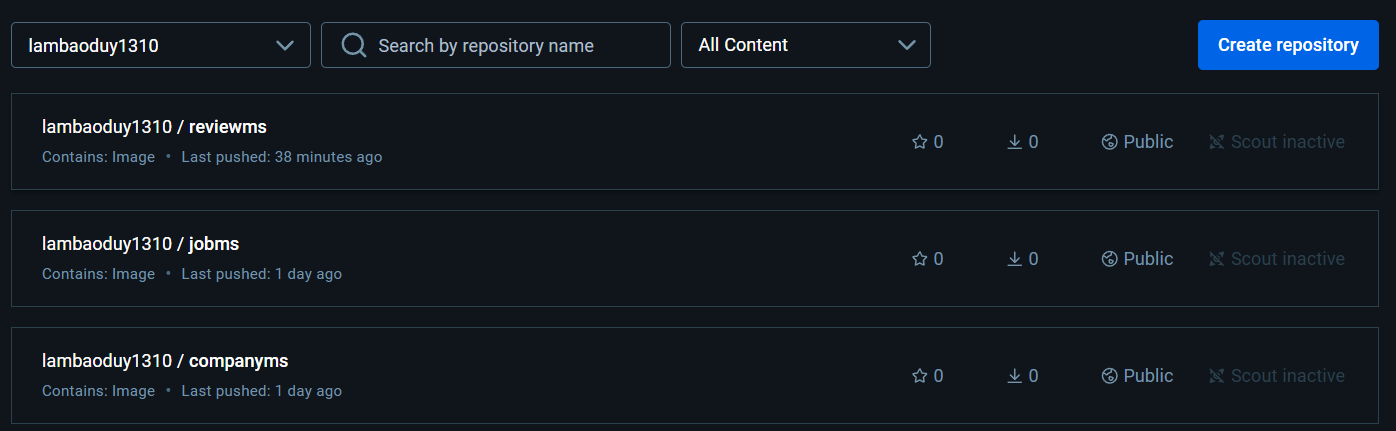 lambaoduy1310
Search by repository name
All Content
Create repository
lambaoduy1310 / reviewms
Contains: Image • Last pushed: 38 minutes ago
0
0
Public
Scout inactive
lambaoduy1310 / jobms
Contains: Image • Last pushed: 1 day ago
0
0
Public
Scout inactive
lambaoduy1310 / companyms
Contains: Image • Last pushed: 1 day ago
0
0
Public
Scout inactive